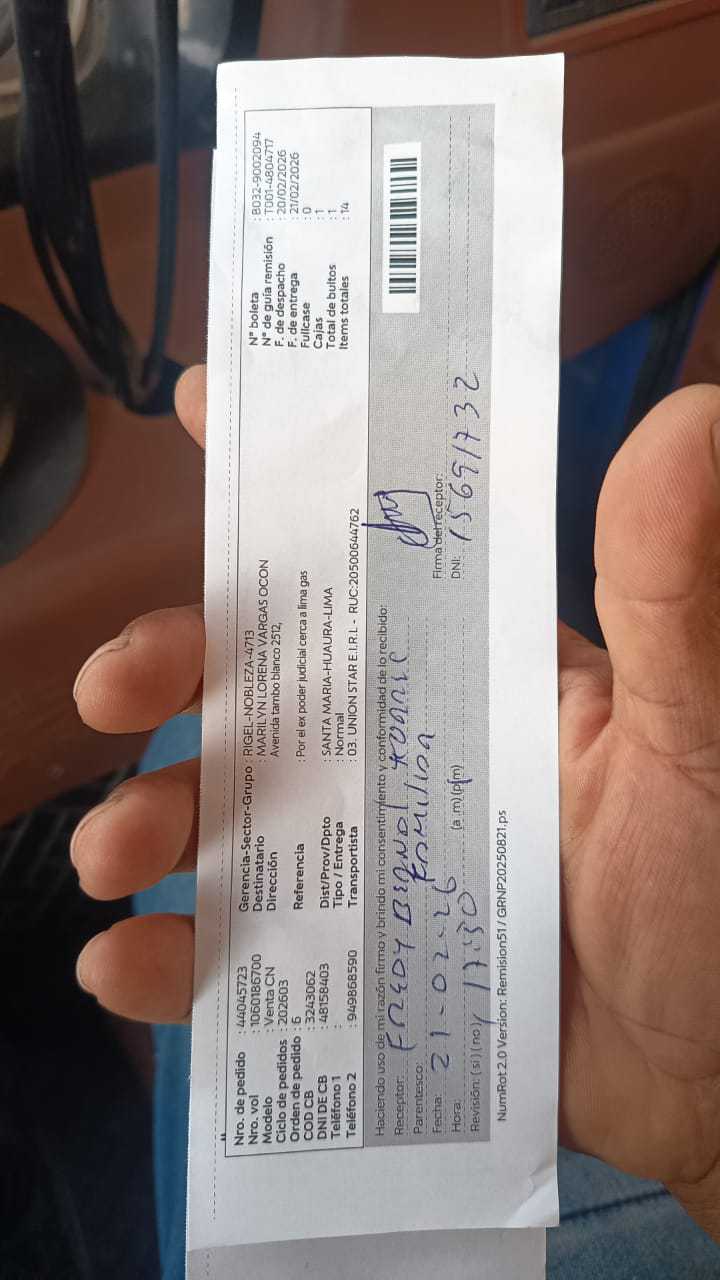 Nro. de pedido : 44045723
Nro. vol : 1060186700
Modelo : Venta CN
Ciclo de pedidos : 202603
Orden de pedido : 6
COD CB : 3243062
DNI DE CB : 48158403
Teléfono 1 :
Teléfono 2 : 949868590
Gerencia-Sector-Grupo : RIGEL-NOBLEZA-4713
Destinatario : MARILYN LORENA VARGAS OCON
Dirección Avenida tambo blanco 2512,
Referencia : Por el ex poder judicial cerca a lima gas
Dist/Prov/Dpto : SANTA MARIA-HUAURA-LIMA
Tipo / Entrega : Normal
Transportista : 03. UNION STAR E.I.R.L - RUC:20500644762
N° boleta : B032-9002094
N° de guía remisión : T001-4804717
F. de despacho : 20/02/2026
F. de entrega : 21/02/2026
Fullcase : 0
Cajas : 1
Total de bultos : 1
Items totales : 14
Haciendo uso de mi razón firmo y brindo mi consentimiento y conformidad de lo recibido:
Receptor: FREDY
Parentesco: FAMILIAR
Fecha: 21-02-26
Hora: 17:30 (a.m)(p.m)
Revisión: (si)(no)
Firma del receptor:
DNI: 15691732
NumRot 2.0 Version: Remision51 / GRNP20250821.ps